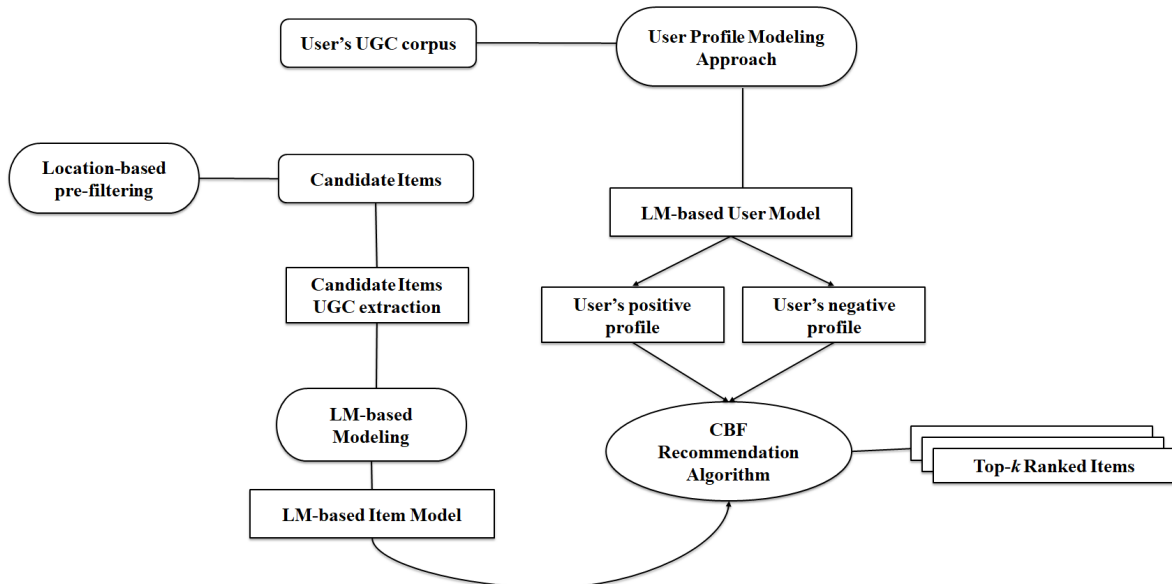 User's UGC corpus
User Profile Modeling
Approach
Location-based
pre-filtering
Candidate Items
LM-based User Model
Candidate Items
UGC extraction
User's positive
profile
User's negative
profile
LM-based
Modeling
CBF
Recommendation
Algorithm
Top-k Ranked Items
LM-based Item Model